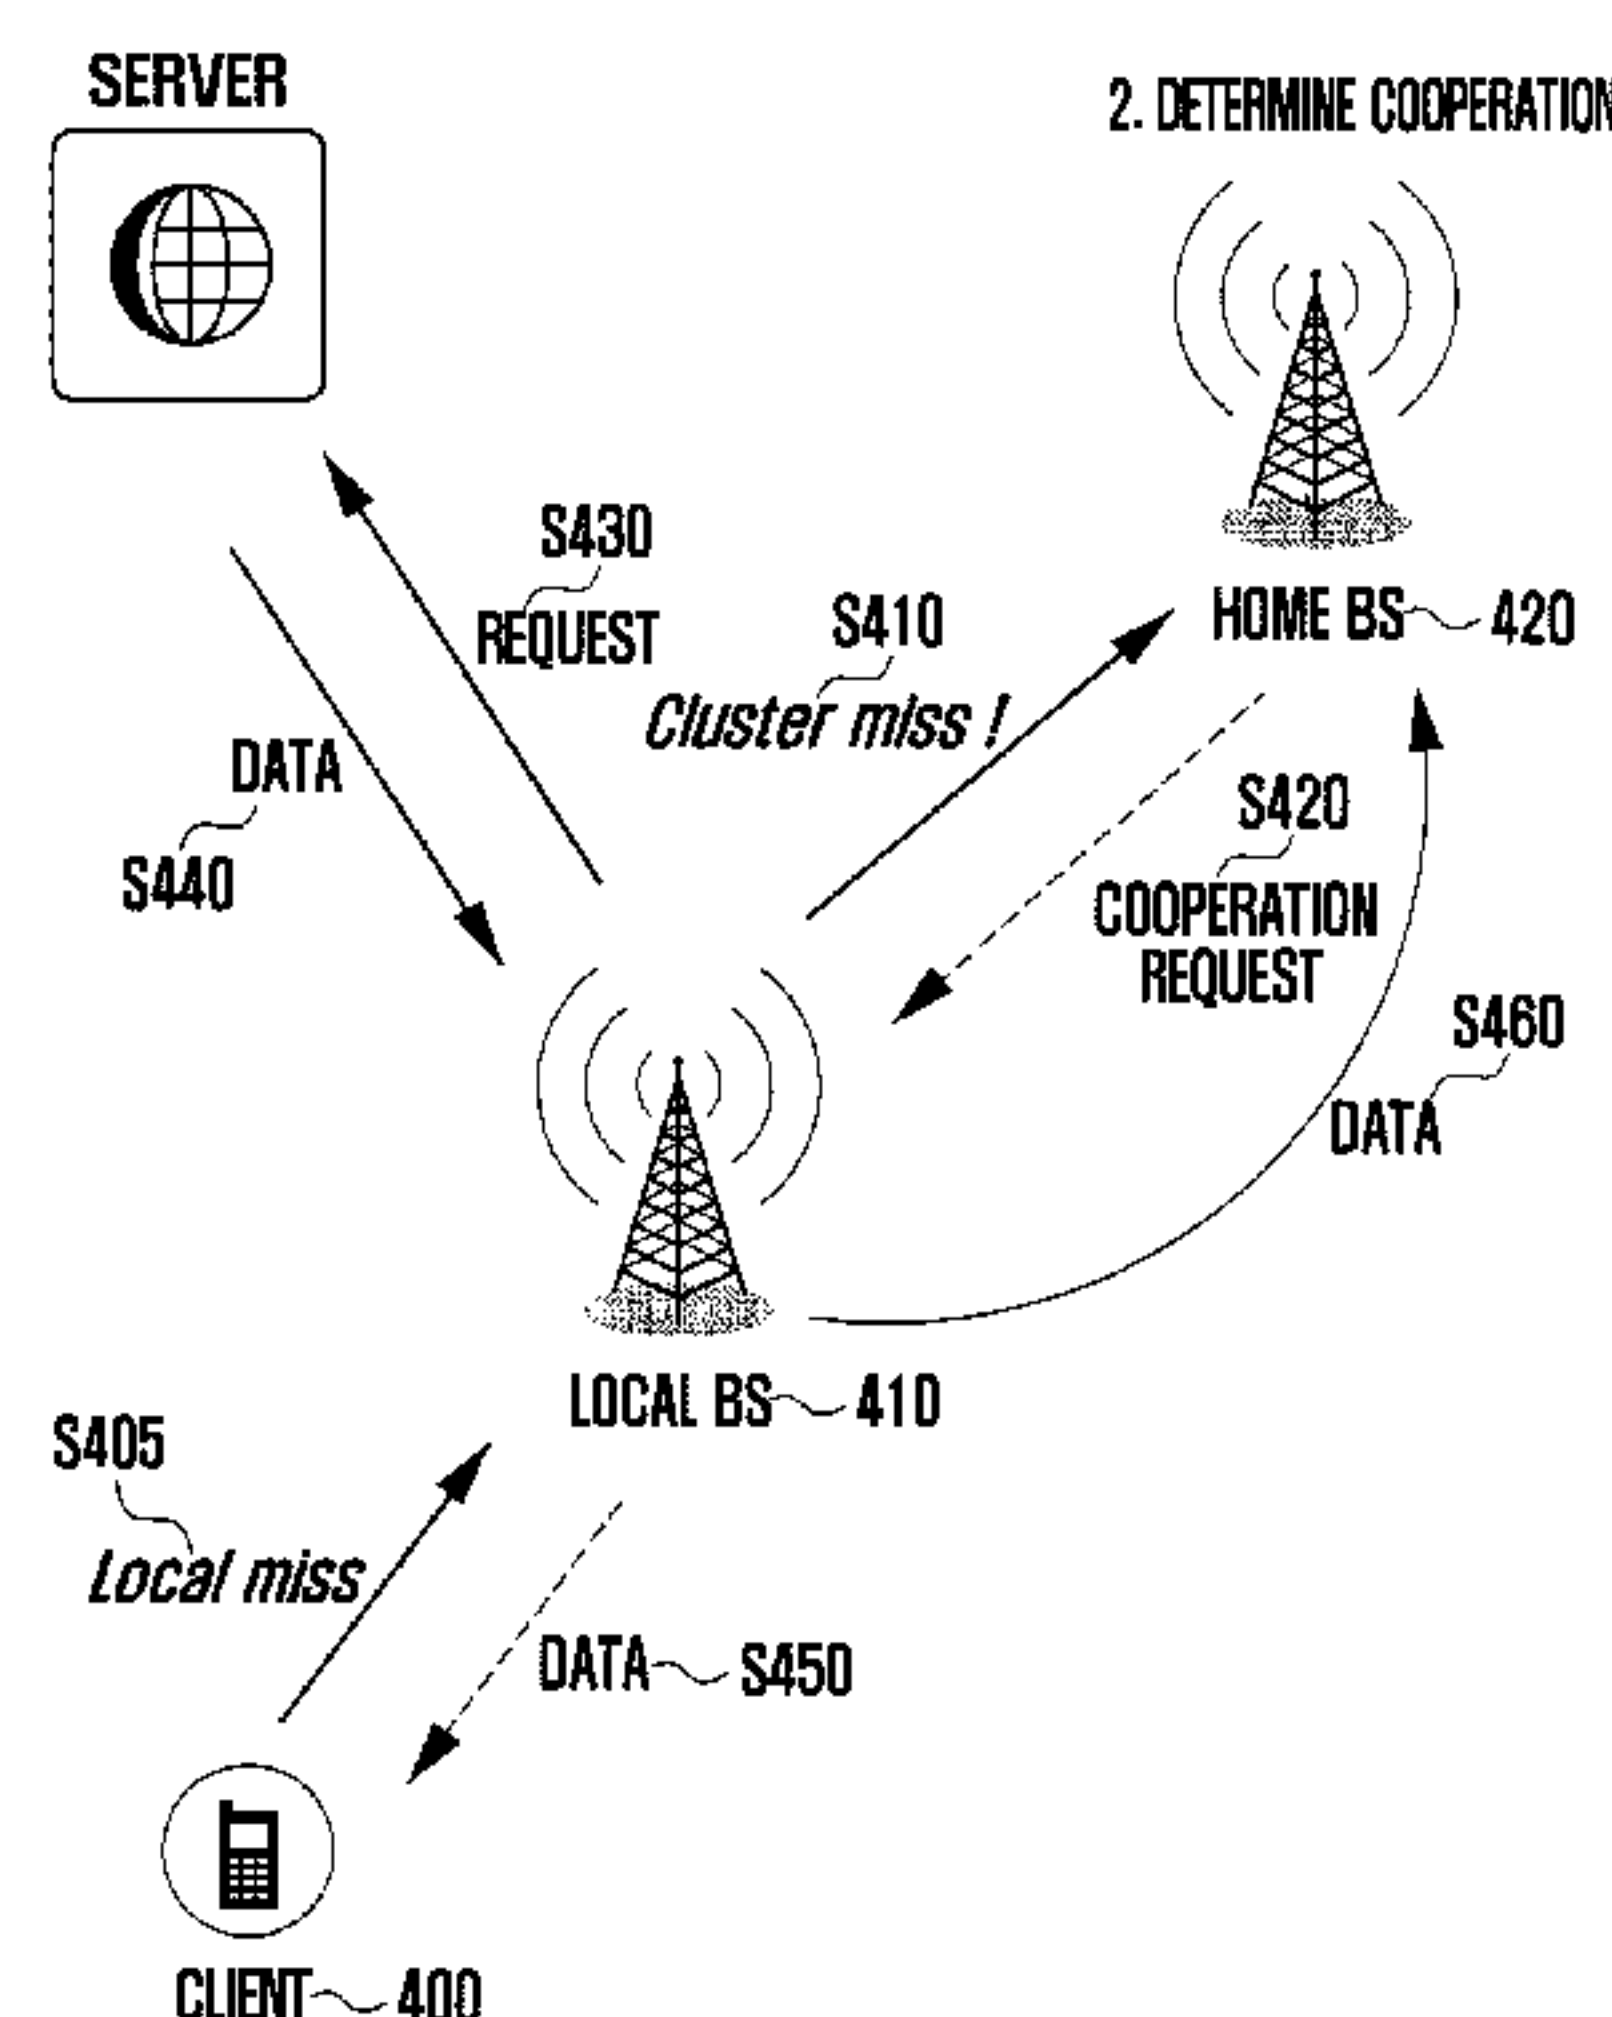 SERVER
2. DETERMINE COOPERATION
S430
REQUEST
S410
Cluster miss !
HOME BS 420
DATA
S440
S420
COOPERATION
REQUEST
S460
DATA
LOCAL BS 410
S405
Local miss
DATA S450
CLIENT 400